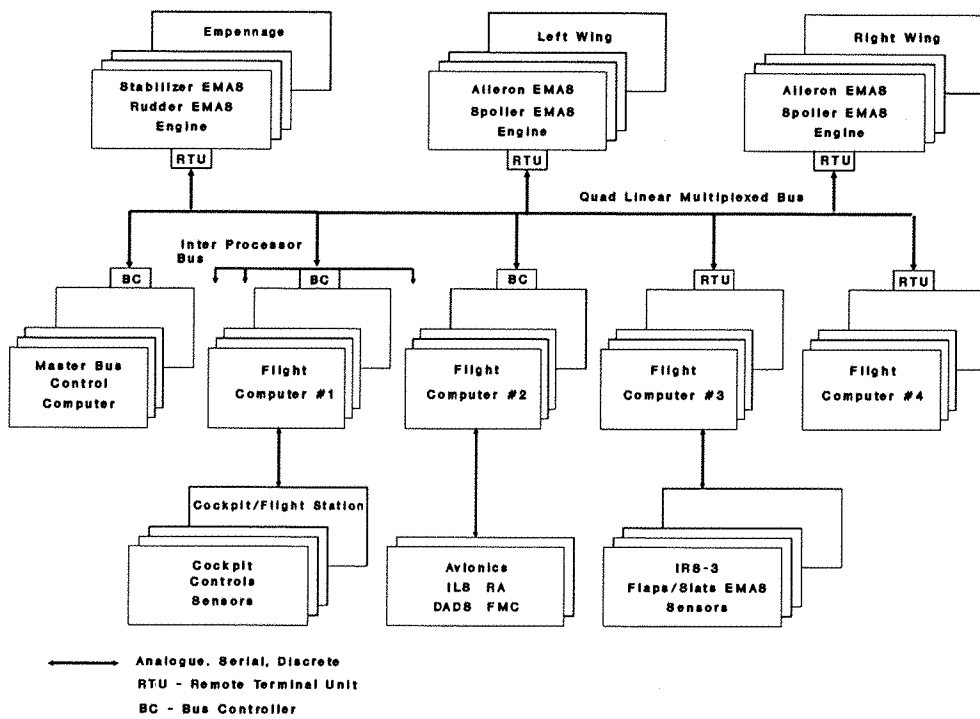 Empennage
Left Wing
Right Wing
Stabilizer EMAS
Rudder EMAS
Engine
Aileron EMAS
Spoiler EMAS
Engine
Aileron EMAS
Spoiler EMAS
Engine
RTU
RTU
RTU
Quad Linear Multiplexed Bus
Inter Processor
Bus
BC
BC
BC
RTU
RTU
Master Bus
Control
Computer
Flight
Computer #1
Flight
Computer #2
Flight
Computer #3
Flight
Computer #4
Cockpit/Flight Station
Cockpit
Controls
Sensors
Avionics
ILS RA
DADS FMC
IRS-3
Flaps/Slats EMAS
Sensors
Analogue, Serial, Discrete
RTU - Remote Terminal Unit
BC - Bus Controller